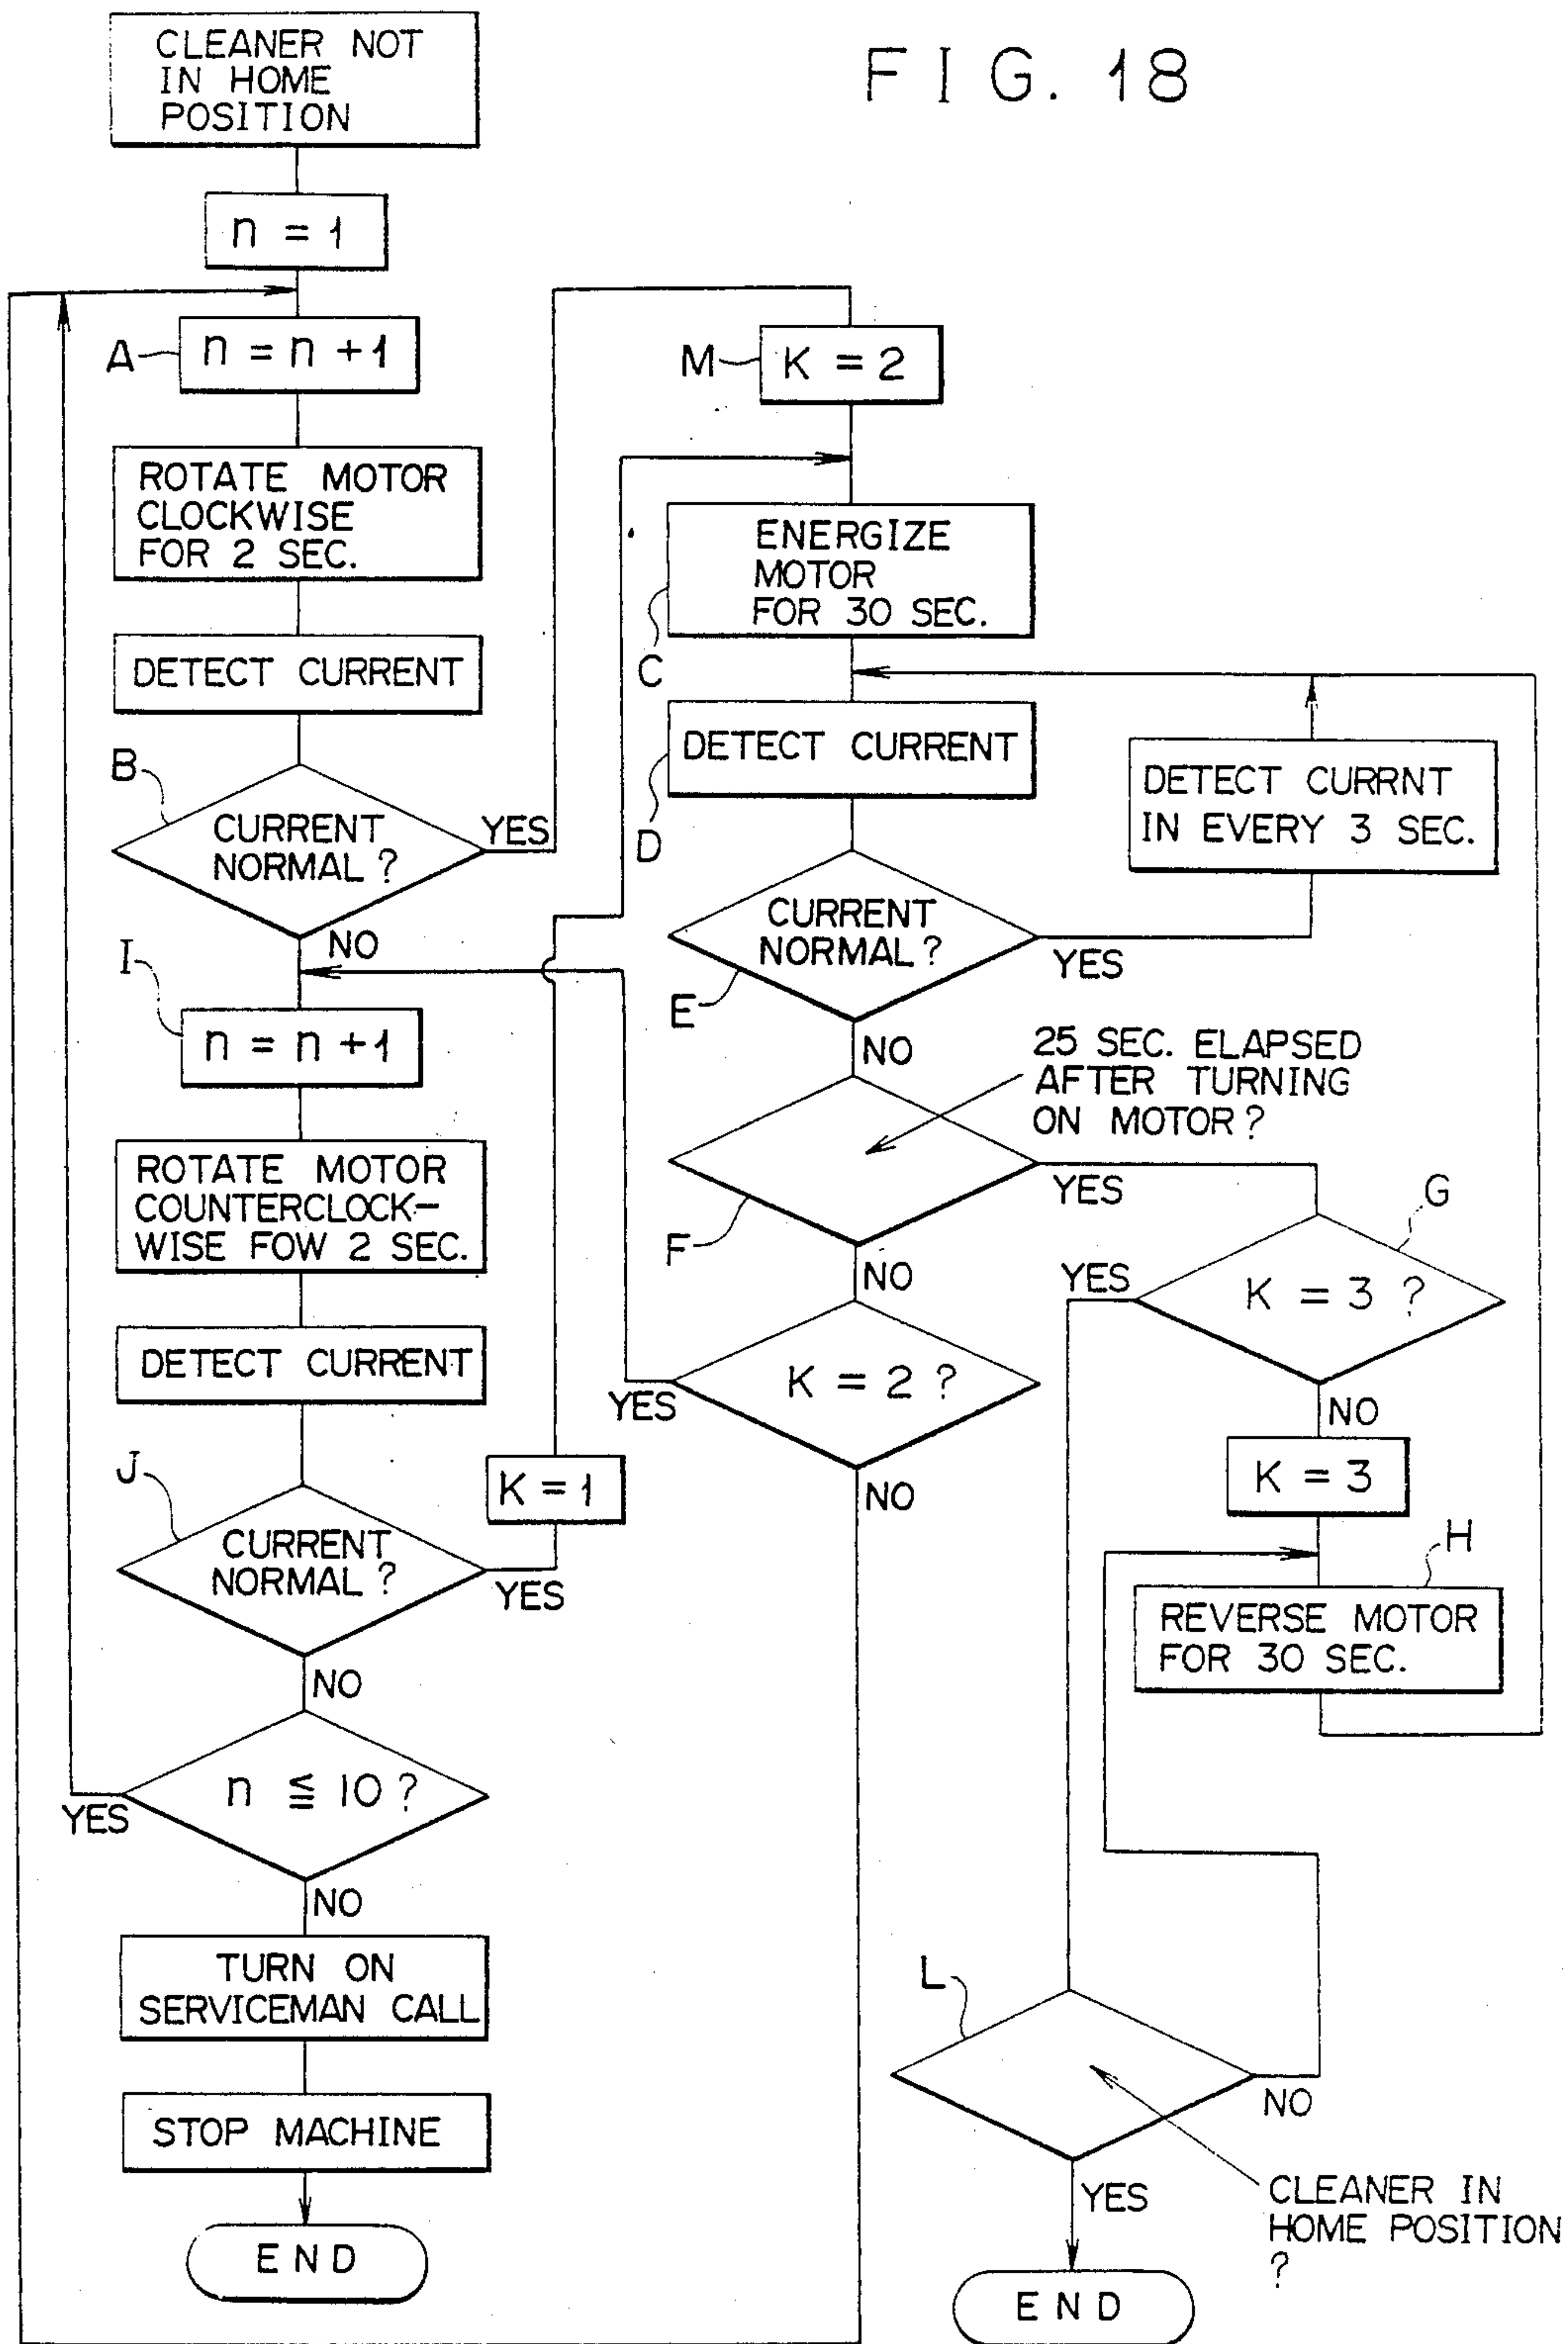 FIG. 18
CLEANER NOT
IN HOME
POSITION
n = 1
A
n = n + 1
ROTATE MOTOR
CLOCKWISE
FOR 2 SEC.
DETECT CURRENT
B
CURRENT
NORMAL?
YES
NO
I
n = n + 1
ROTATE MOTOR
COUNTERCLOCK-
WISE FOW 2 SEC.
DETECT CURRENT
J
CURRENT
NORMAL?
YES
K = 1
NO
n ≦ 10?
YES
NO
TURN ON
SERVICEMAN CALL
STOP MACHINE
END
M
K = 2
ENERGIZE
MOTOR
FOR 30 SEC.
C
DETECT CURRENT
D
DETECT CURRNT
IN EVERY 3 SEC.
CURRENT
NORMAL?
YES
E
NO
25 SEC. ELAPSED
AFTER TURNING
ON MOTOR?
YES
F
NO
K = 2 ?
YES
NO
G
K = 3 ?
YES
NO
K = 3
H
REVERSE MOTOR
FOR 30 SEC.
L
NO
YES
CLEANER IN
HOME POSITION
?
END